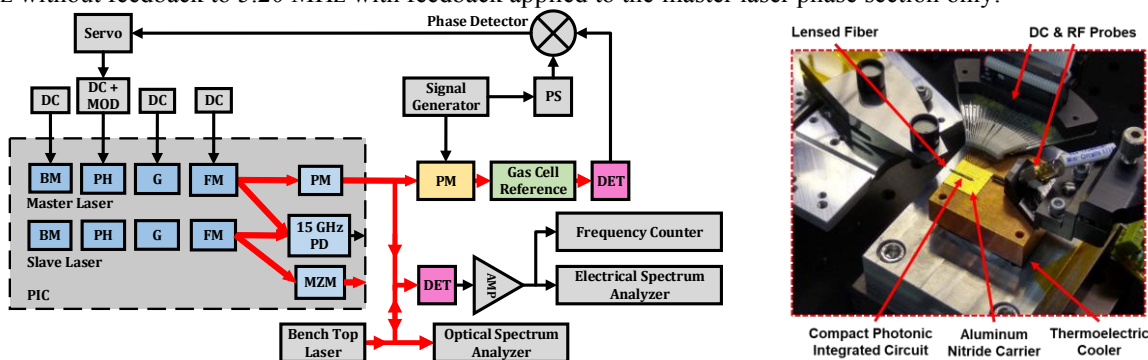 z without feedback to 3.20 MHz with feedback applied to the master laser phase section only.
Phase Detector
Servo
DC +
MOD
DC
DC
DC
Signal
Generator
PS
BM
PH
G
FM
PM
PM
Gas Cell
Reference
DET
Master Laser
BM
PH
G
FM
15 GHz
PD
Slave Laser
MZM
PIC
DET
AMP
Frequency Counter
Electrical Spectrum
Analyzer
Bench Top
Laser
Optical Spectrum
Analyzer
Lensed Fiber
DC & RF Probes
Compact Photonic
Integrated Circuit
Aluminum
Nitride Carrier
Thermoelectric
Cooler